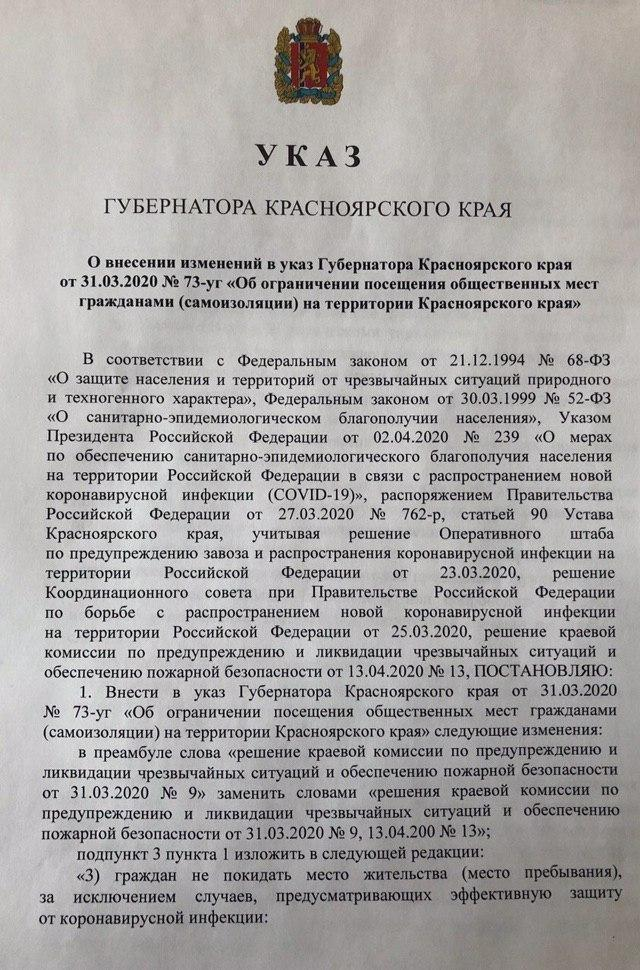 УКАЗ
ГУБЕРНАТОРА КРАСНОЯРСКОГО КРАЯ
О внесении изменений в указ Губернатора Красноярского края
от 31.03.2020 № 73-уг «Об ограничении посещения общественных мест
гражданами (самоизоляции) на территории Красноярского края»
В соответствии с Федеральным законом от 21.12.1994 № 68-ФЗ
«О защите населения и территорий от чрезвычайных ситуаций природного
и техногенного характера», Федеральным законом от 30.03.1999 № 52-ФЗ
«О санитарно-эпидемиологическом благополучии населения», Указом
Президента Российской Федерации от 02.04.2020 № 239 «О мерах
по обеспечению санитарно-эпидемиологического благополучия населения
на территории Российской Федерации в связи с распространением новой
коронавирусной инфекции (COVID-19)», распоряжением Правительства
Российской Федерации от 27.03.2020 № 762-р, статьей 90 Устава
Красноярского края, учитывая решение Оперативного штаба
по предупреждению завоза и распространения коронавирусной инфекции на
территории Российской Федерации от 23.03.2020, решение
Координационного совета при Правительстве Российской Федерации
по борьбе с распространением новой коронавирусной инфекции
на территории Российской Федерации от 25.03.2020, решение краевой
комиссии по предупреждению и ликвидации чрезвычайных ситуаций и
обеспечению пожарной безопасности от 13.04.2020 № 13, ПОСТАНОВЛЯЮ:
1. Внести в указ Губернатора Красноярского края от 31.03.2020
№ 73-уг «Об ограничении посещения общественных мест гражданами
(самоизоляции) на территории Красноярского края» следующие изменения:
в преамбуле слова «решение краевой комиссии по предупреждению и
ликвидации чрезвычайных ситуаций и обеспечению пожарной безопасности
от 31.03.2020 № 9» заменить словами «решения краевой комиссии по
предупреждению и ликвидации чрезвычайных ситуаций и обеспечению
пожарной безопасности от 31.03.2020 № 9, 13.04.200 № 13»;
подпункт 3 пункта 1 изложить в следующей редакции:
«3) граждан не покидать место жительства (место пребывания),
за исключением случаев, предусматривающих эффективную защиту
от коронавирусной инфекции: